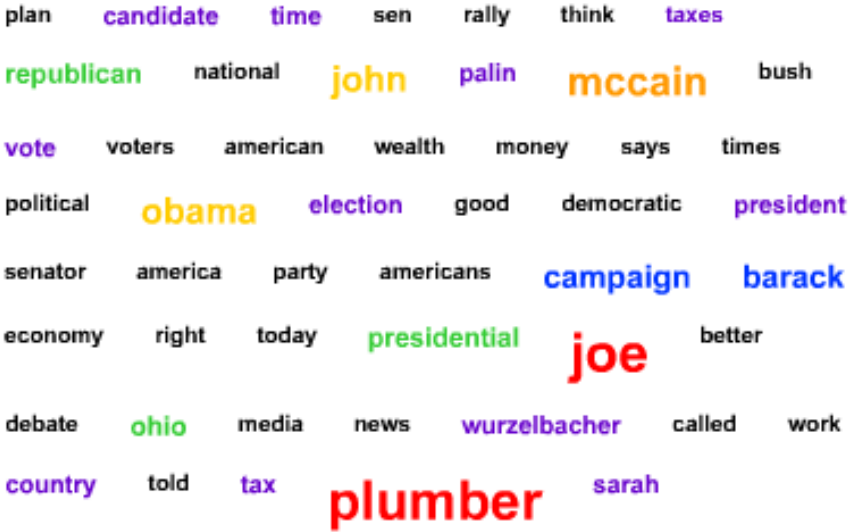 plan candidate time sen rally think taxes
republican national john palin mccain bush
vote voters american wealth money says times
political obama election good democratic president
senator america party americans campaign barack
economy right today presidential joe better
debate ohio media news wurzelbacher called work
country told tax plumber sarah